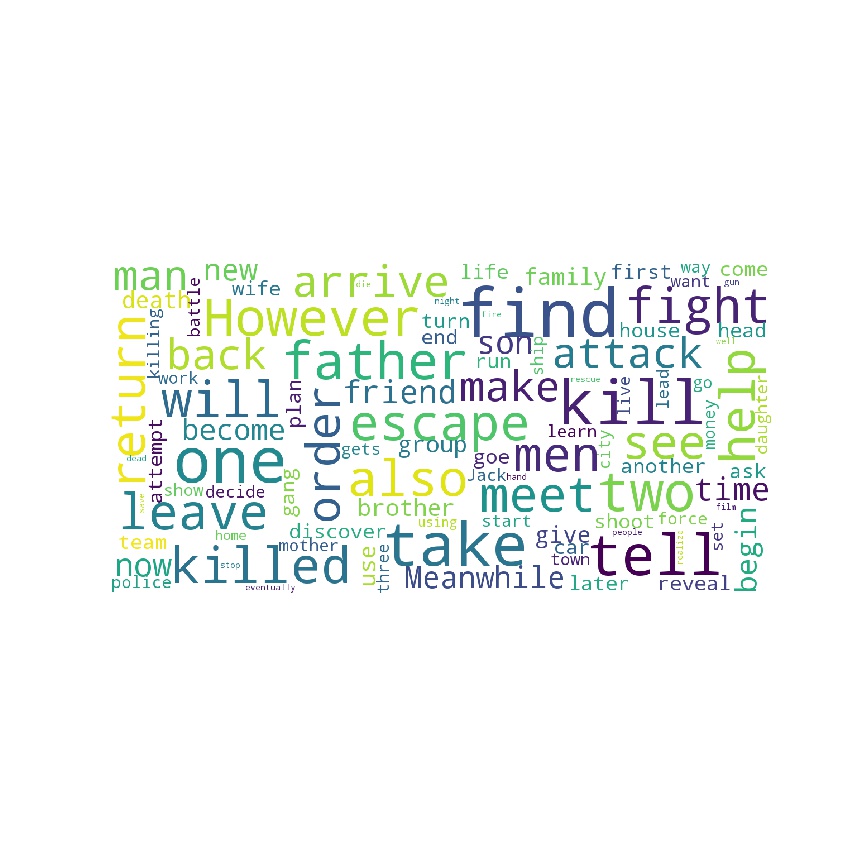 man
new
wife
arrive
die
life
family
first
way
come
want
gun
death
battle
However
night
turn
find
fire
fight
end
son
house
head
well
killing
back
father
run
ship
attack
return
work
will
plan
friend
make
rescue
kill
live
lead
go
money
help
daughter
become
order
escape
learn
city
see
one
gets
group
goe
men
another
ask
dead
attempt
show
decide
gang
also
Jack
hand
meet
two
time
save
leave
brother
using
start
give
shoot
force
film
set
begin
team
home
discover
mother
take
car
town
people
tell
realize
now
police
killed
stop
eventually
use
three
Meanwhile
later
reveal